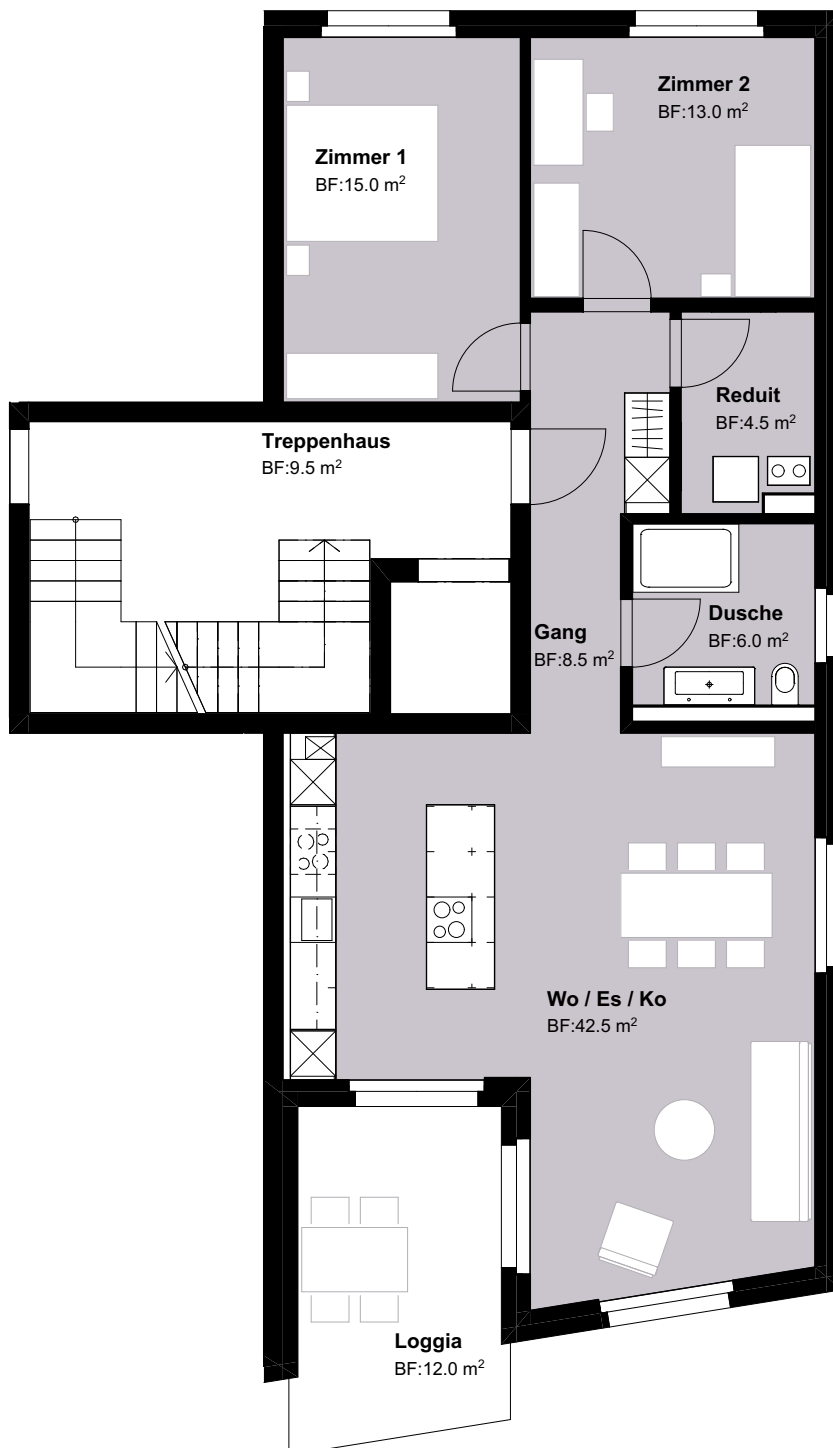 Zimmer 2
BF:13.0 m²
Zimmer 1
BF:15.0 m²
Reduit
BF:4.5 m²
Treppenhaus
BF:9.5 m²
Dusche
BF:6.0 m²
Gang
BF:8.5 m²
Wo / Es / Ko
BF:42.5 m²
Loggia
BF:12.0 m²